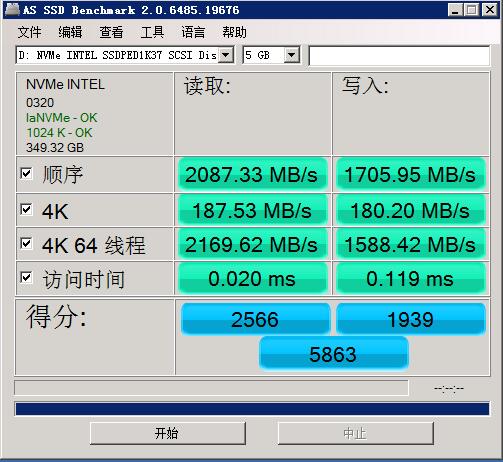 AS SSD Benchmark 2.0.6485.19676
文件 编辑 查看 工具 语言 帮助
D: NVMe INTEL SSDPED1K37 SCSI Dis 5 GB
NVMe INTEL 读取: 写入:
0320
IaNVMe - OK
1024 K - OK
349.32 GB
顺序 2087.33 MB/s 1705.95 MB/s
4K 187.53 MB/s 180.20 MB/s
4K 64 线程 2169.62 MB/s 1588.42 MB/s
访问时间 0.020 ms 0.119 ms
得分: 2566 1939
5863
--:--:--
开始 中止